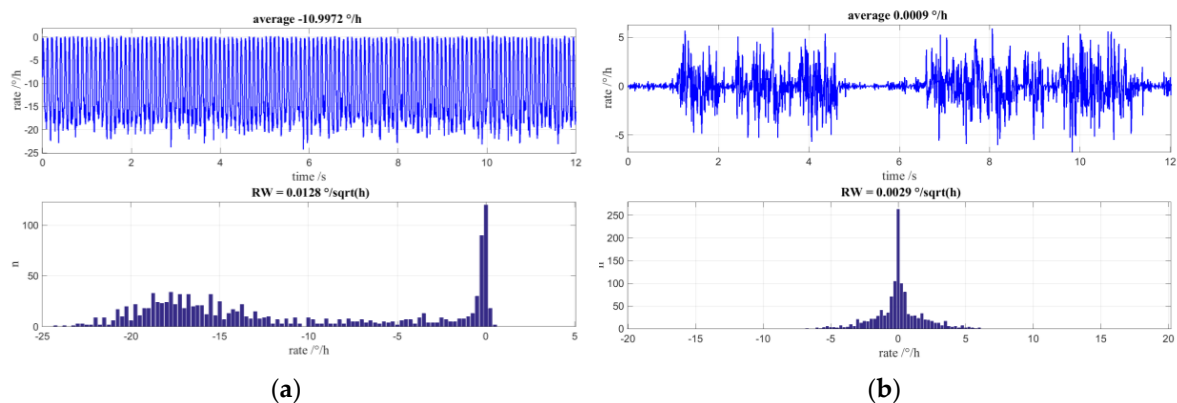 average -10.9972 °/h
rate /°/h
0
-5
-10
-15
-20
-25
0 2 4 6 8 10 12
time /s
RW = 0.0128 °/sqrt(h)
n
100
50
0
-25 -20 -15 -10 -5 0 5
rate /°/h
(a)
average 0.0009 °/h
rate /°/h
5
0
-5
0 2 4 6 8 10 12
time /s
RW = 0.0029 °/sqrt(h)
n
250
200
150
100
50
0
-20 -15 -10 -5 0 5 10 15 20
rate /°/h
(b)